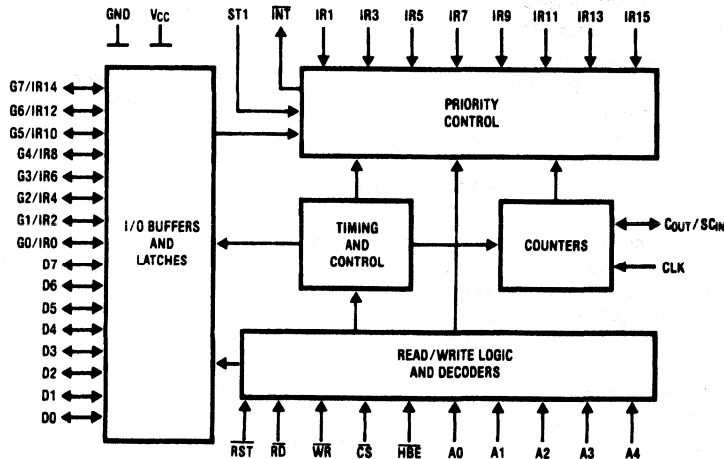 GND VCC ST1 INT IR1 IR3 IR5 IR7 IR9 IR11 IR13 IR15
G7/IR14
G6/IR12
G5/IR10
G4/IR8
G3/IR6
G2/IR4
G1/IR2
G0/IR0
D7
D6
D5
D4
D3
D2
D1
D0
I/O BUFFERS
AND
LATCHES
PRIORITY
CONTROL
TIMING
AND
CONTROL
COUNTERS
COUT/SCIN
CLK
READ/WRITE LOGIC
AND DECODERS
RST RD WR CS HBE A0 A1 A2 A3 A4